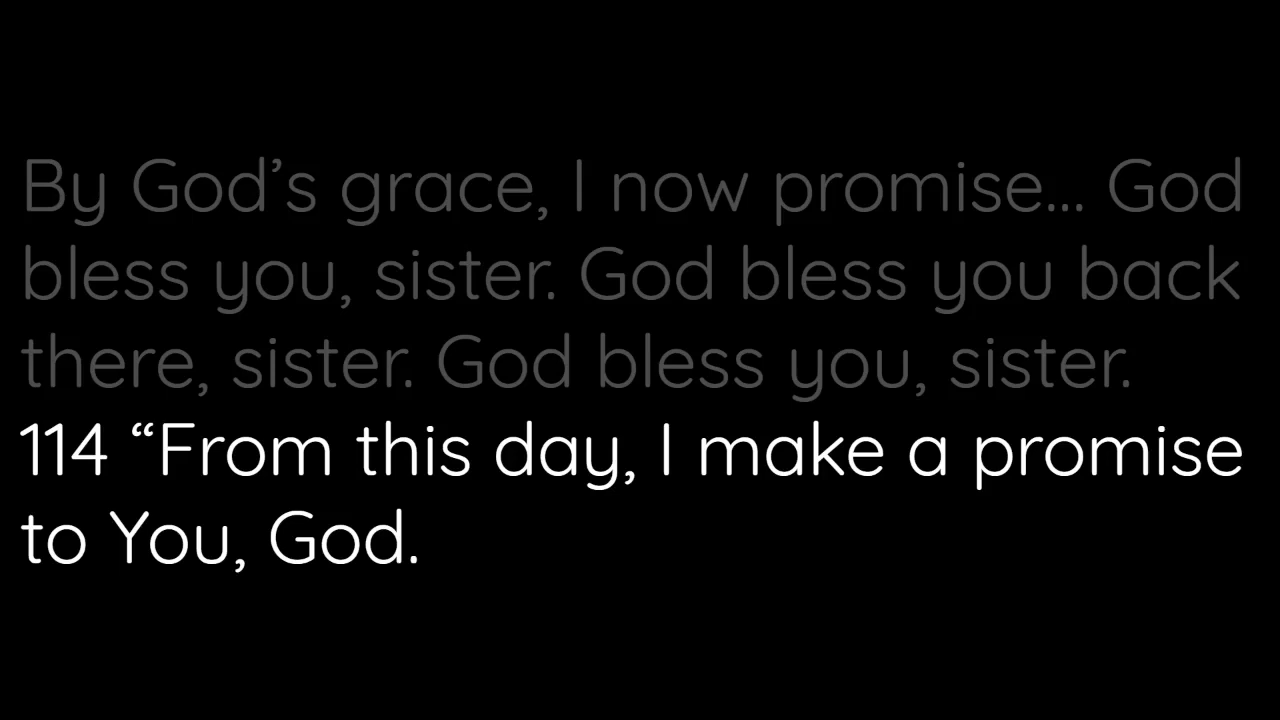 By God’s grace, I now promise... God
bless you, sister. God bless you back
there, sister. God bless you, sister.
114 “From this day, I make a promise
to You, God.